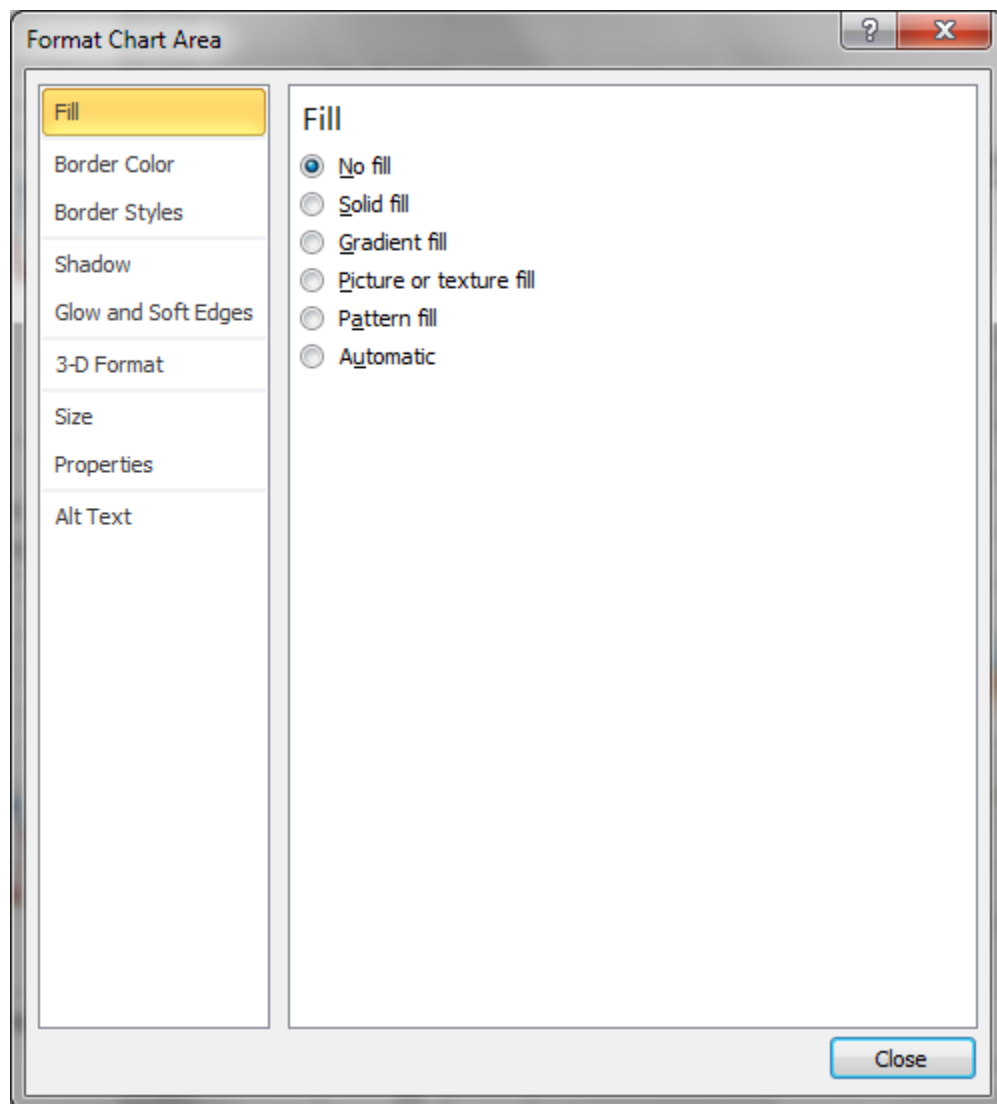 Format Chart Area
?
X
Fill
Border Color
Border Styles
Shadow
Glow and Soft Edges
3-D Format
Size
Properties
Alt Text
Fill
No fill
Solid fill
Gradient fill
Picture or texture fill
Pattern fill
Automatic
Close